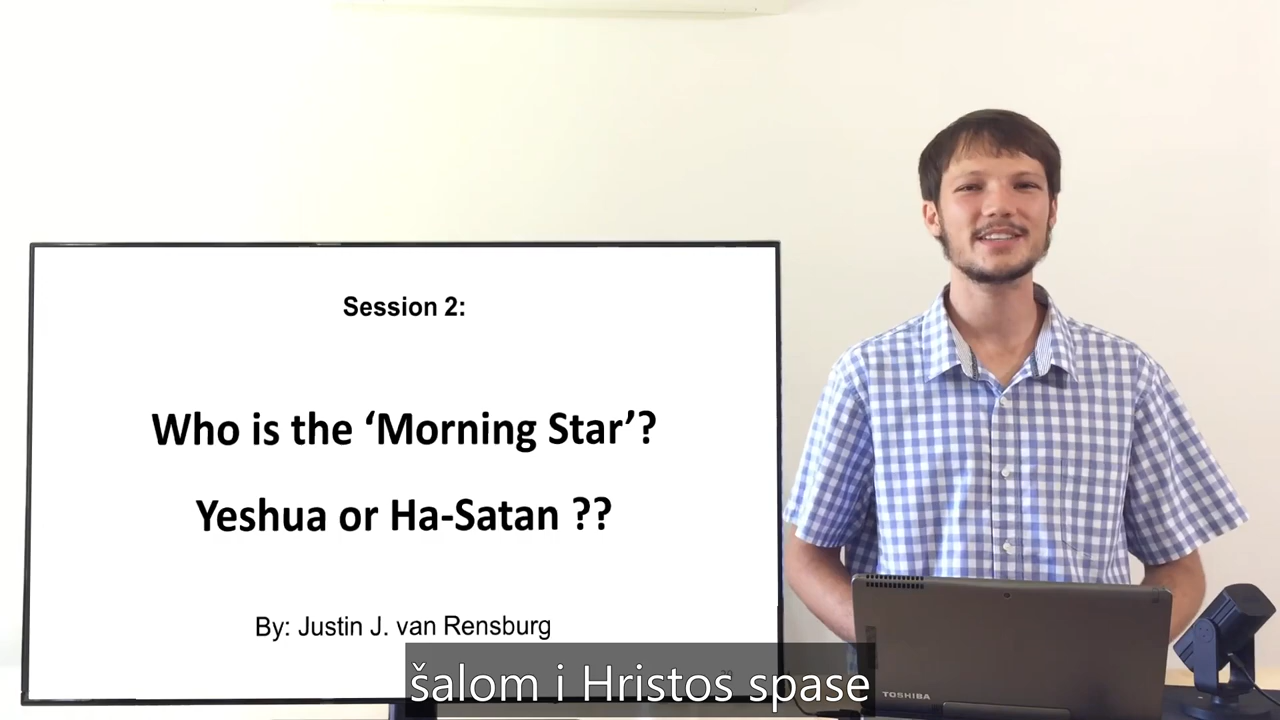 Session 2:
Who is the ‘Morning Star’?
Yeshua or Ha-Satan ??
By: Justin J. van Rensburg
šalom i Hristos spase
TOSHIBA